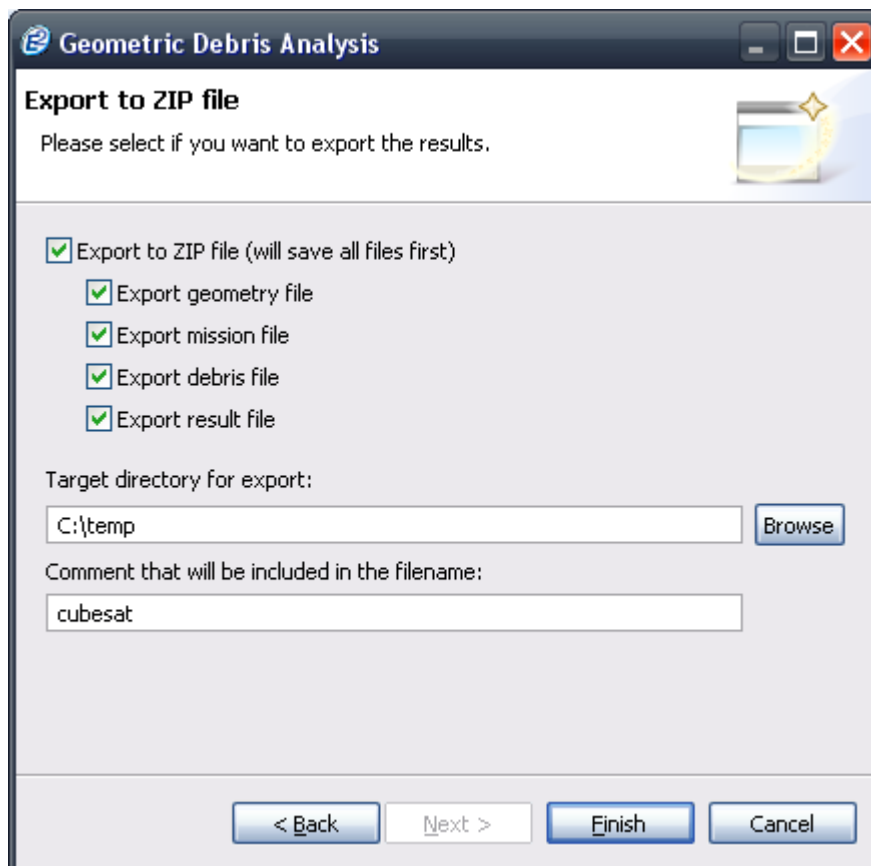 Geometric Debris Analysis
Export to ZIP file
Please select if you want to export the results.
Export to ZIP file (will save all files first)
Export geometry file
Export mission file
Export debris file
Export result file
Target directory for export:
C:\temp
Browse
Comment that will be included in the filename:
cubesat
< Back
Next >
Finish
Cancel